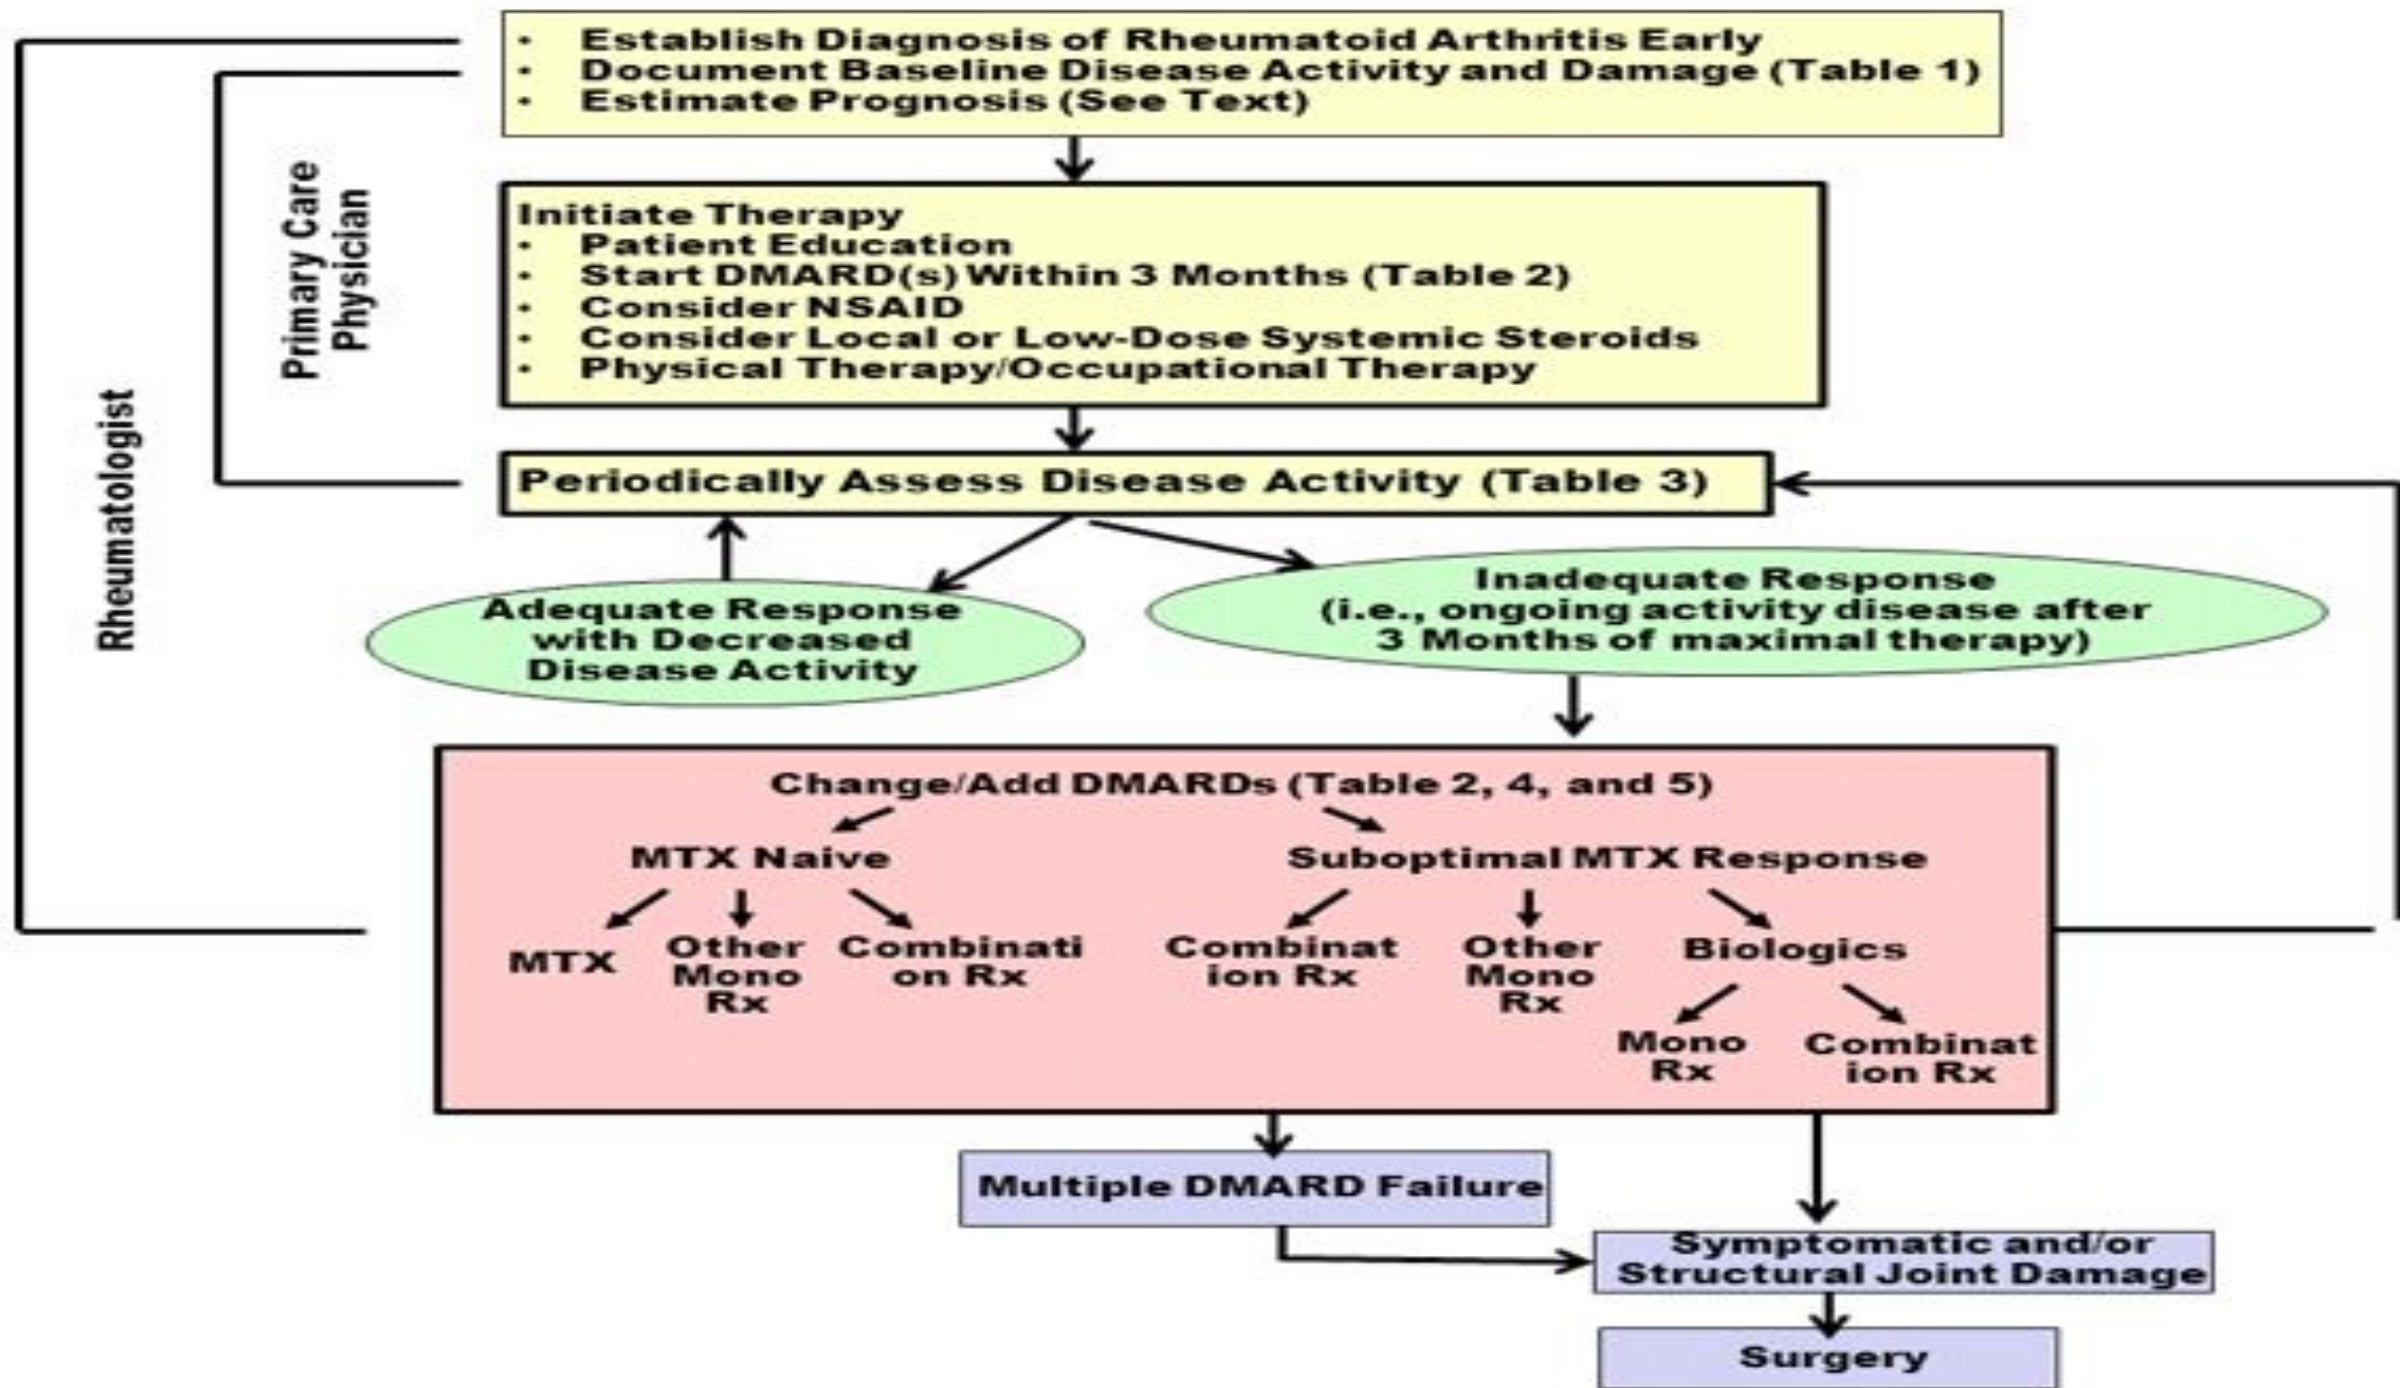 • Establish Diagnosis of Rheumatoid Arthritis Early
• Document Baseline Disease Activity and Damage (Table 1)
• Estimate Prognosis (See Text)
Primary Care
Physician
Rheumatologist
Initiate Therapy
• Patient Education
• Start DMARD(s) Within 3 Months (Table 2)
• Consider NSAID
• Consider Local or Low-Dose Systemic Steroids
• Physical Therapy/Occupational Therapy
Periodically Assess Disease Activity (Table 3)
Adequate Response
with Decreased
Disease Activity
Inadequate Response
(i.e., ongoing activity disease after
3 Months of maximal therapy)
Change/Add DMARDs (Table 2, 4, and 5)
MTX Naive
Suboptimal MTX Response
MTX
Other
Mono
Rx
Combinati
on Rx
Combinat
ion Rx
Other
Mono
Rx
Biologics
Mono
Rx
Combinat
ion Rx
Multiple DMARD Failure
Symptomatic and/or
Structural Joint Damage
Surgery